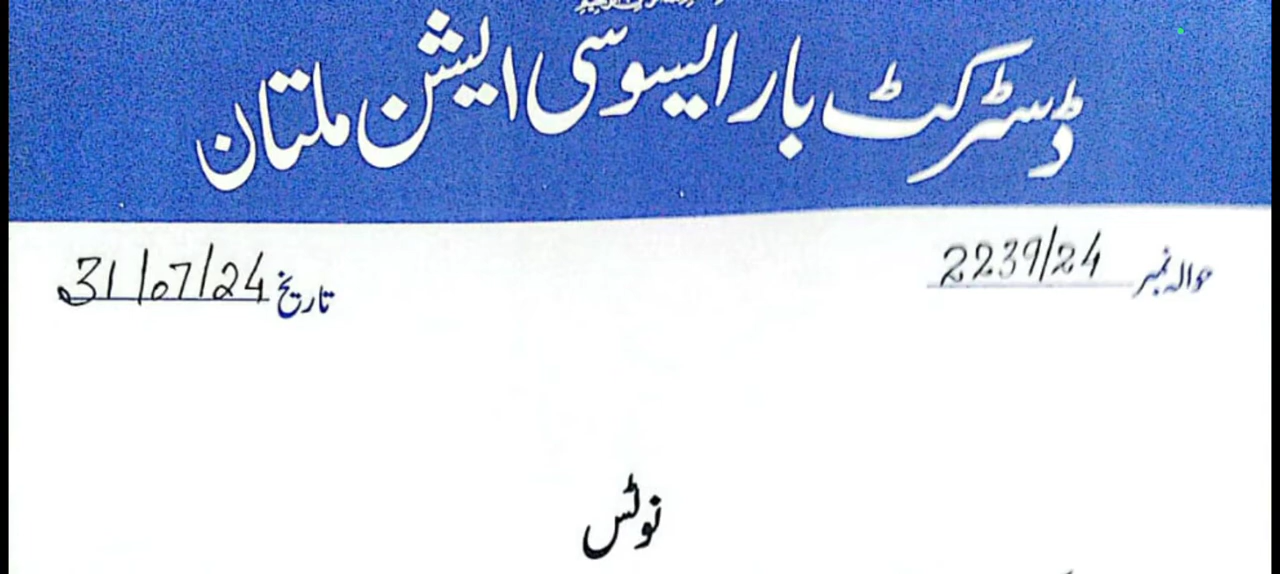 ڈسٹرکٹ بار ایسوسی ایشن ملتان
حوالہ نمبر 2239/24
تاریخ 31/07/24
نوٹس